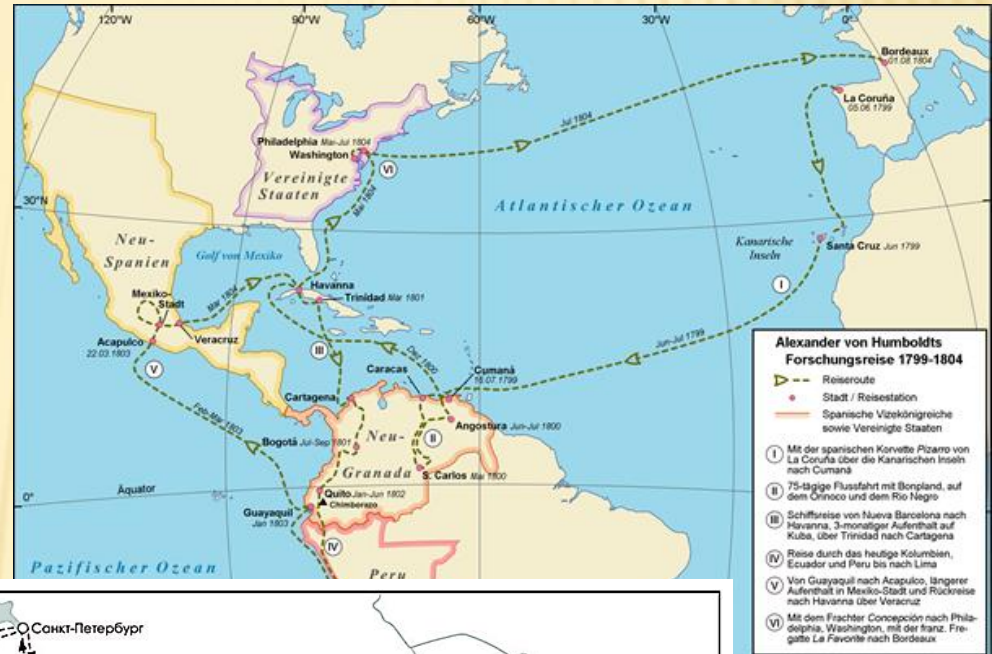 120°W
90°W
60°W
30°W
0°
Bordeaux
01.08.1804
La Coruña
05.06.1799
Jul 1804
Philadelphia Mai-Jul 1804
Washington
VI
Vereinigte
Staaten
Mai 1804
30°N
Atlantischer Ozean
Neu-
Spanien
Golf von Mexiko
Kanarische
Inseln
Santa Cruz Jun 1799
I
Mexiko-
Stadt
Mar 1804
Havanna
Trinidad Mar 1801
Acapulco
22.03.1803
Veracruz
V
III
Dez 1800
Jun-Jul 1799
Caracas
Cumaná
16.07.1799
Cartagena
Angostura Jun-Jul 1800
Feb-Mar 1803
Bogotá Jul-Sep 1801
Neu-
Granada
II
S. Carlos Mai 1800
0°
Äquator
Quito Jan-Jun 1802
Chimborazo
Guayaquil
Jan 1803
IV
Pazifischer Ozean
Peru
Alexander von Humboldts
Forschungsreise 1799-1804
Reiseroute
Stadt / Reisestation
Spanische Vizekönigreiche
sowie Vereinigte Staaten
I Mit der spanischen Korvette Pizarro von
La Coruña über die Kanarischen Inseln
nach Cumaná
II 75-tägige Flussfahrt mit Bonpland, auf
dem Orinoco und dem Rio Negro
III Schiffsreise von Nueva Barcelona nach
Havanna, 3-monatiger Aufenthalt auf
Kuba, über Trinidad nach Cartagena
IV Reise durch das heutige Kolumbien,
Ecuador und Peru bis nach Lima
V Von Guayaquil nach Acapulco, längerer
Aufenthalt in Mexiko-Stadt und Rückreise
nach Havanna über Veracruz
VI Mit dem Frachter Concepción nach Phila-
delphia, Washington, mit der franz. Fre-
gatte La Favorite nach Bordeaux
Санкт-Петербург